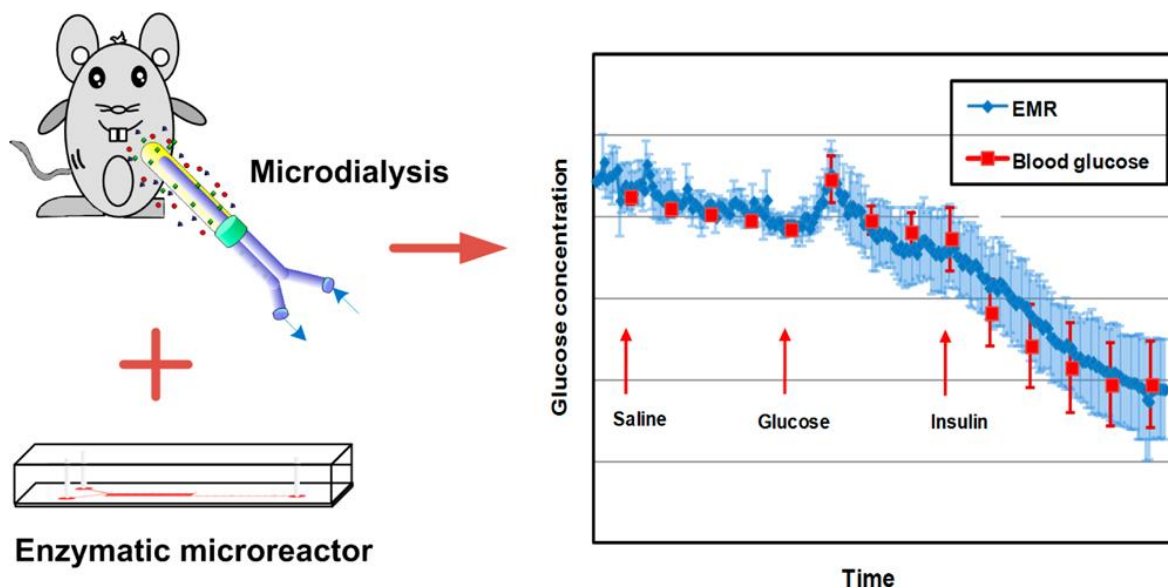 Microdialysis
Enzymatic microreactor
Glucose concentration
EMR
Blood glucose
Saline
Glucose
Insulin
Time